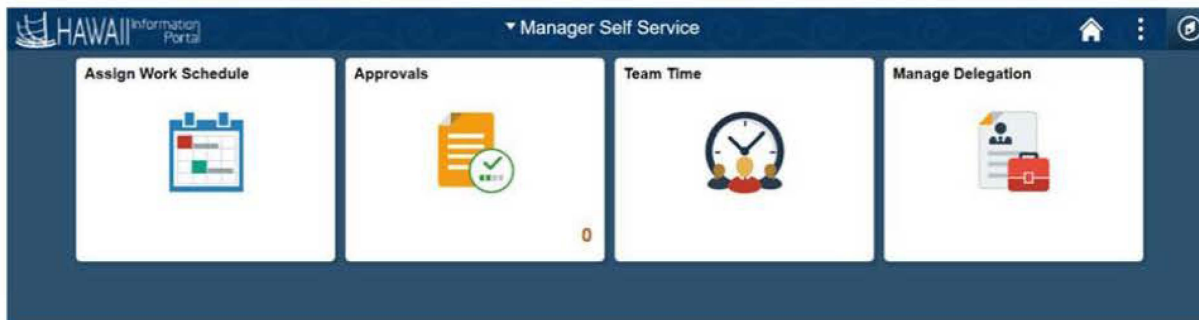 HAWAII Information
Portal
Manager Self Service
Assign Work Schedule
Approvals
Team Time
Manage Delegation
0